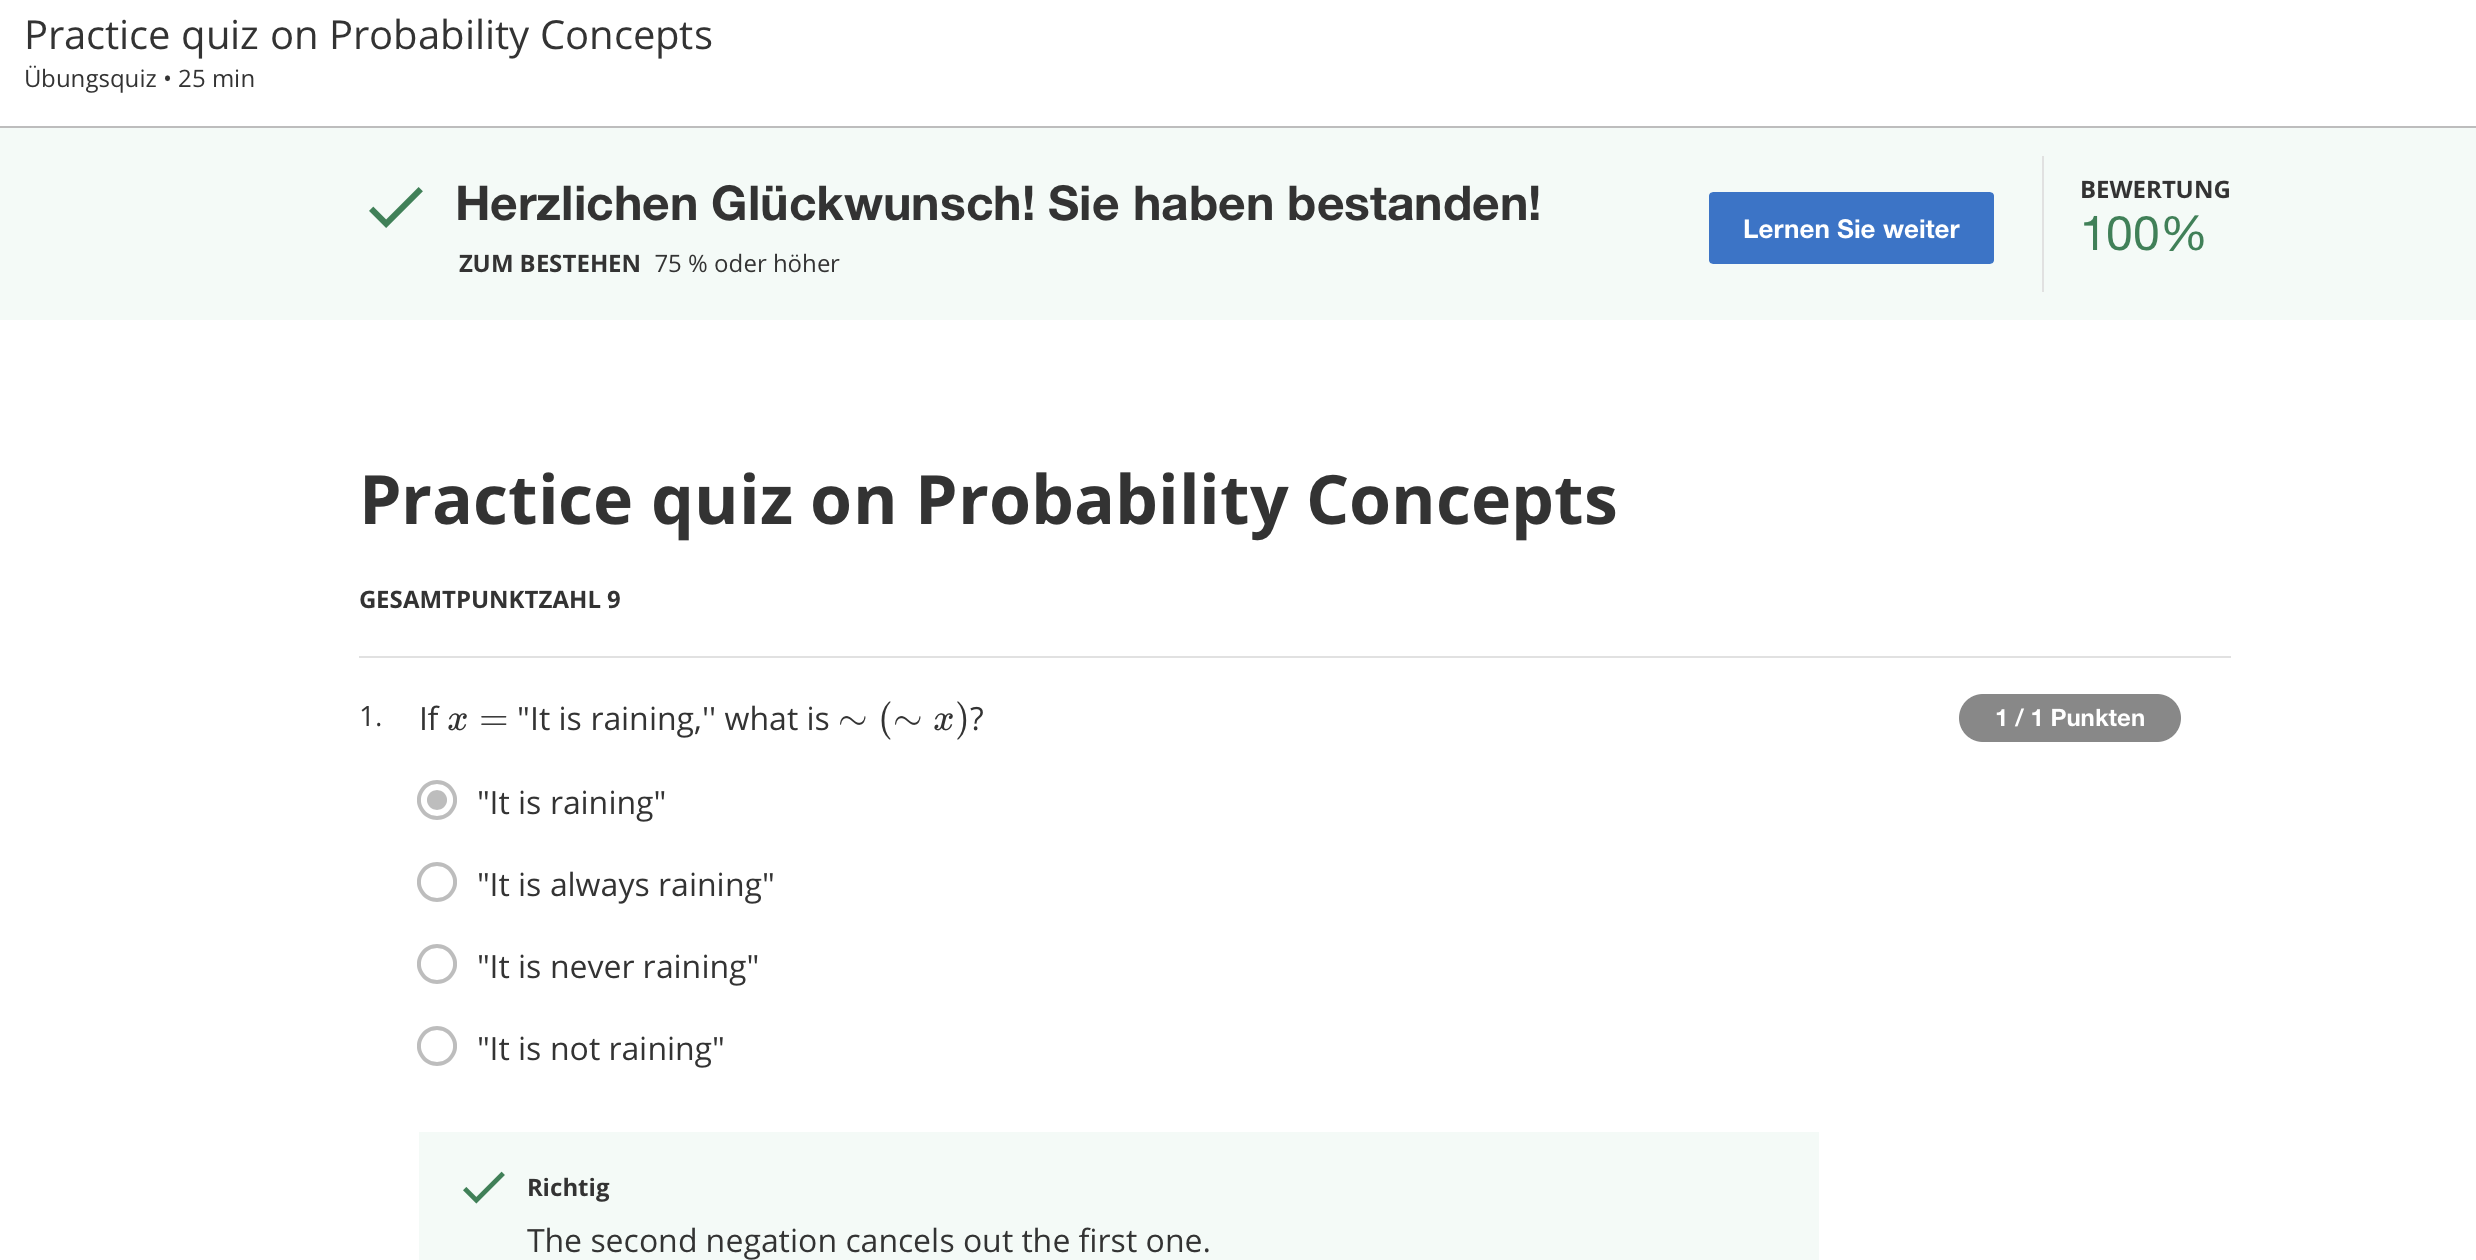 Practice quiz on Probability Concepts
Übungsquiz • 25 min
Herzlichen Glückwunsch! Sie haben bestanden!
ZUM BESTEHEN 75 % oder höher
Lernen Sie weiter
BEWERTUNG
100%
Practice quiz on Probability Concepts
GESAMTPUNKTZAHL 9
1. If x = "It is raining,'' what is ∼ (∼ x)?
1 / 1 Punkten
"It is raining"
"It is always raining"
"It is never raining"
"It is not raining"
Richtig
The second negation cancels out the first one.